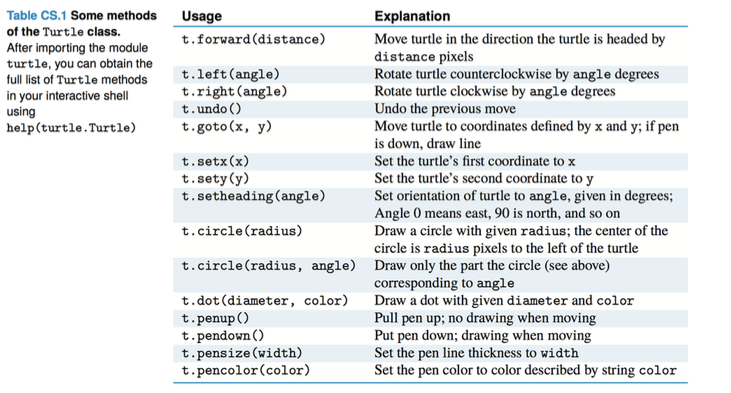 Table CS.1 Some methods
of the Turtle class.
After importing the module
turtle, you can obtain the
full list of Turtle methods
in your interactive shell
using
help(turtle.Turtle)
Usage Explanation
t.forward(distance) Move turtle in the direction the turtle is headed by
distance pixels
t.left(angle) Rotate turtle counterclockwise by angle degrees
t.right(angle) Rotate turtle clockwise by angle degrees
t.undo() Undo the previous move
t.goto(x, y) Move turtle to coordinates defined by x and y; if pen
is down, draw line
t.setx(x) Set the turtle's first coordinate to x
t.sety(y) Set the turtle's second coordinate to y
t.setheading(angle) Set orientation of turtle to angle, given in degrees;
Angle 0 means east, 90 is north, and so on
t.circle(radius) Draw a circle with given radius; the center of the
circle is radius pixels to the left of the turtle
t.circle(radius, angle) Draw only the part the circle (see above)
corresponding to angle
t.dot(diameter, color) Draw a dot with given diameter and color
t.penup() Pull pen up; no drawing when moving
t.pendown() Put pen down; drawing when moving
t.pensize(width) Set the pen line thickness to width
t.pencolor(color) Set the pen color to color described by string color